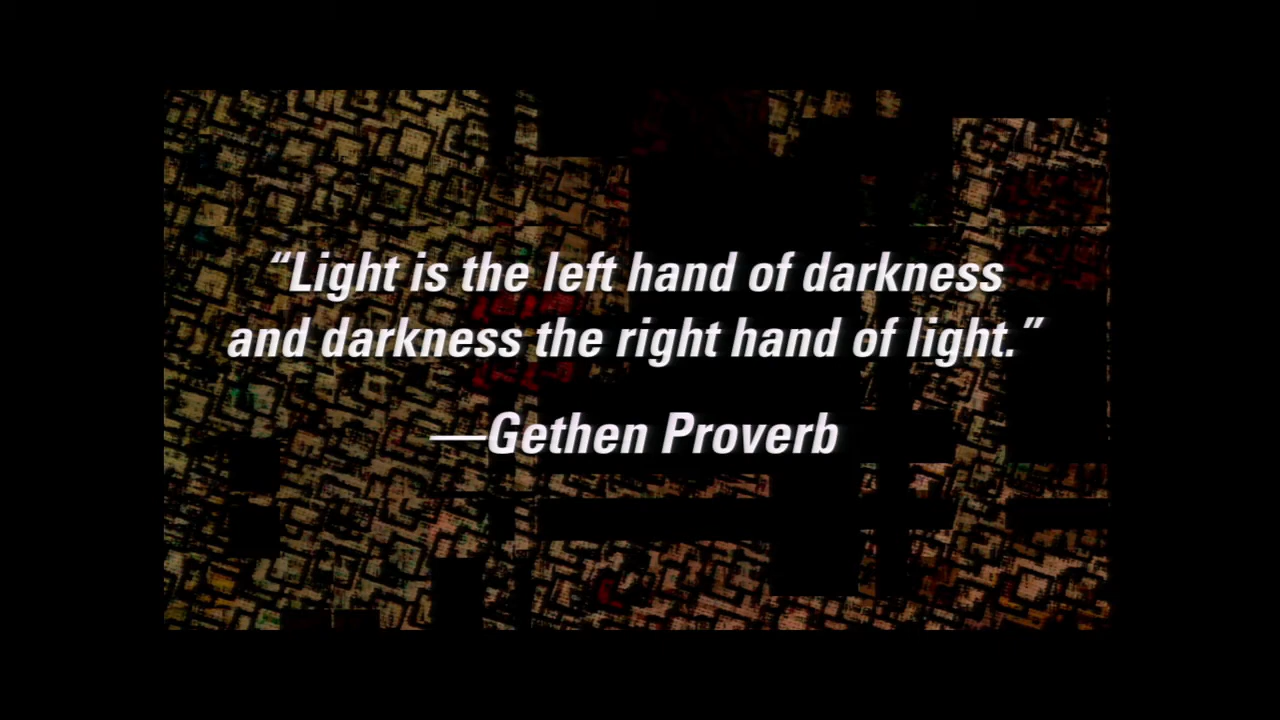 “Light is the left hand of darkness
and darkness the right hand of light.”
—Gethen Proverb